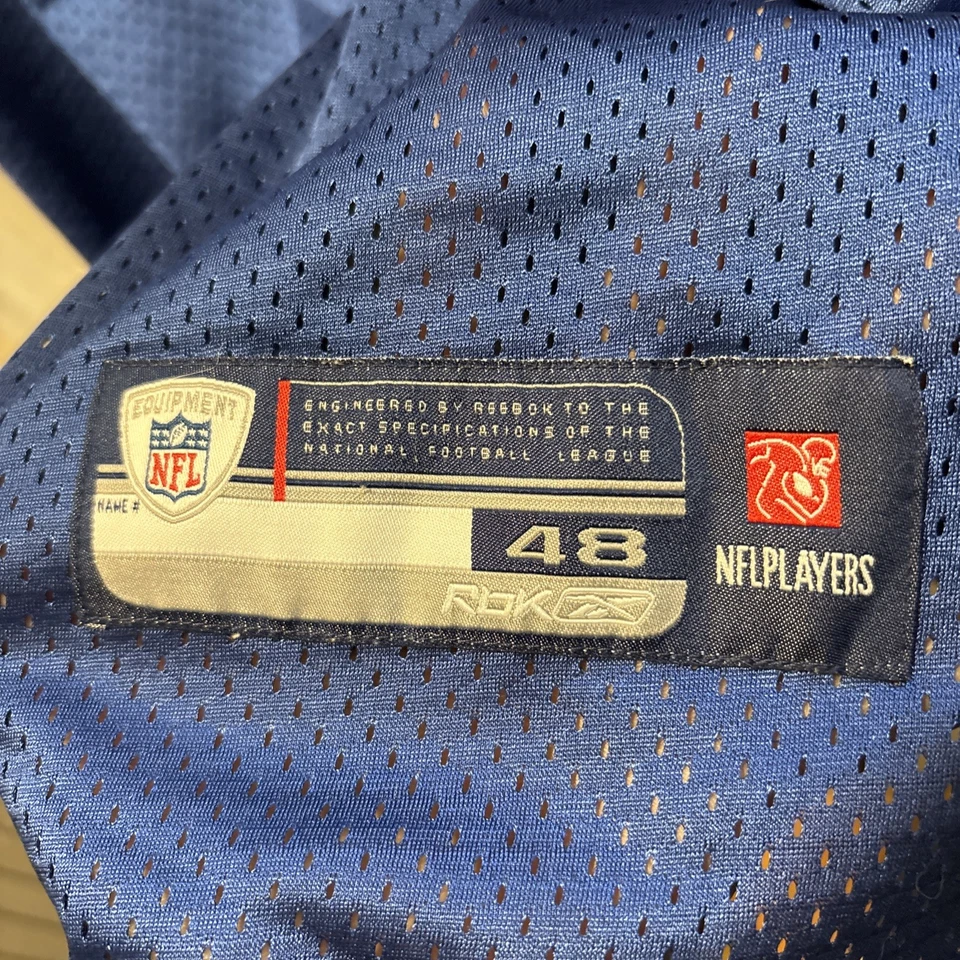 EQUIPMENT
NFL
ENGINEERED BY REEBOK TO THE
EXACT SPECIFICATIONS OF THE
NATIONAL FOOTBALL LEAGUE
NAME #
48
RbK
NFLPLAYERS